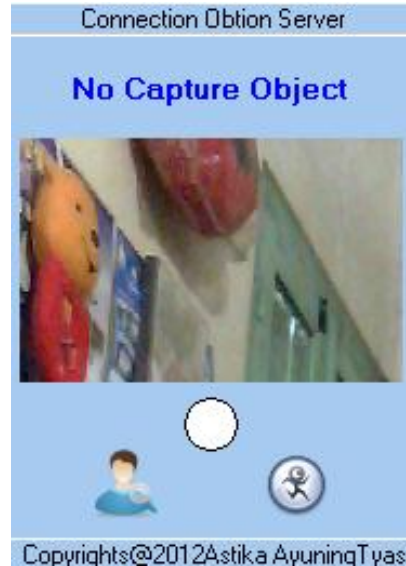 Connection Obtion Server
No Capture Object
Copyrights@2012Astika AyuningTyas